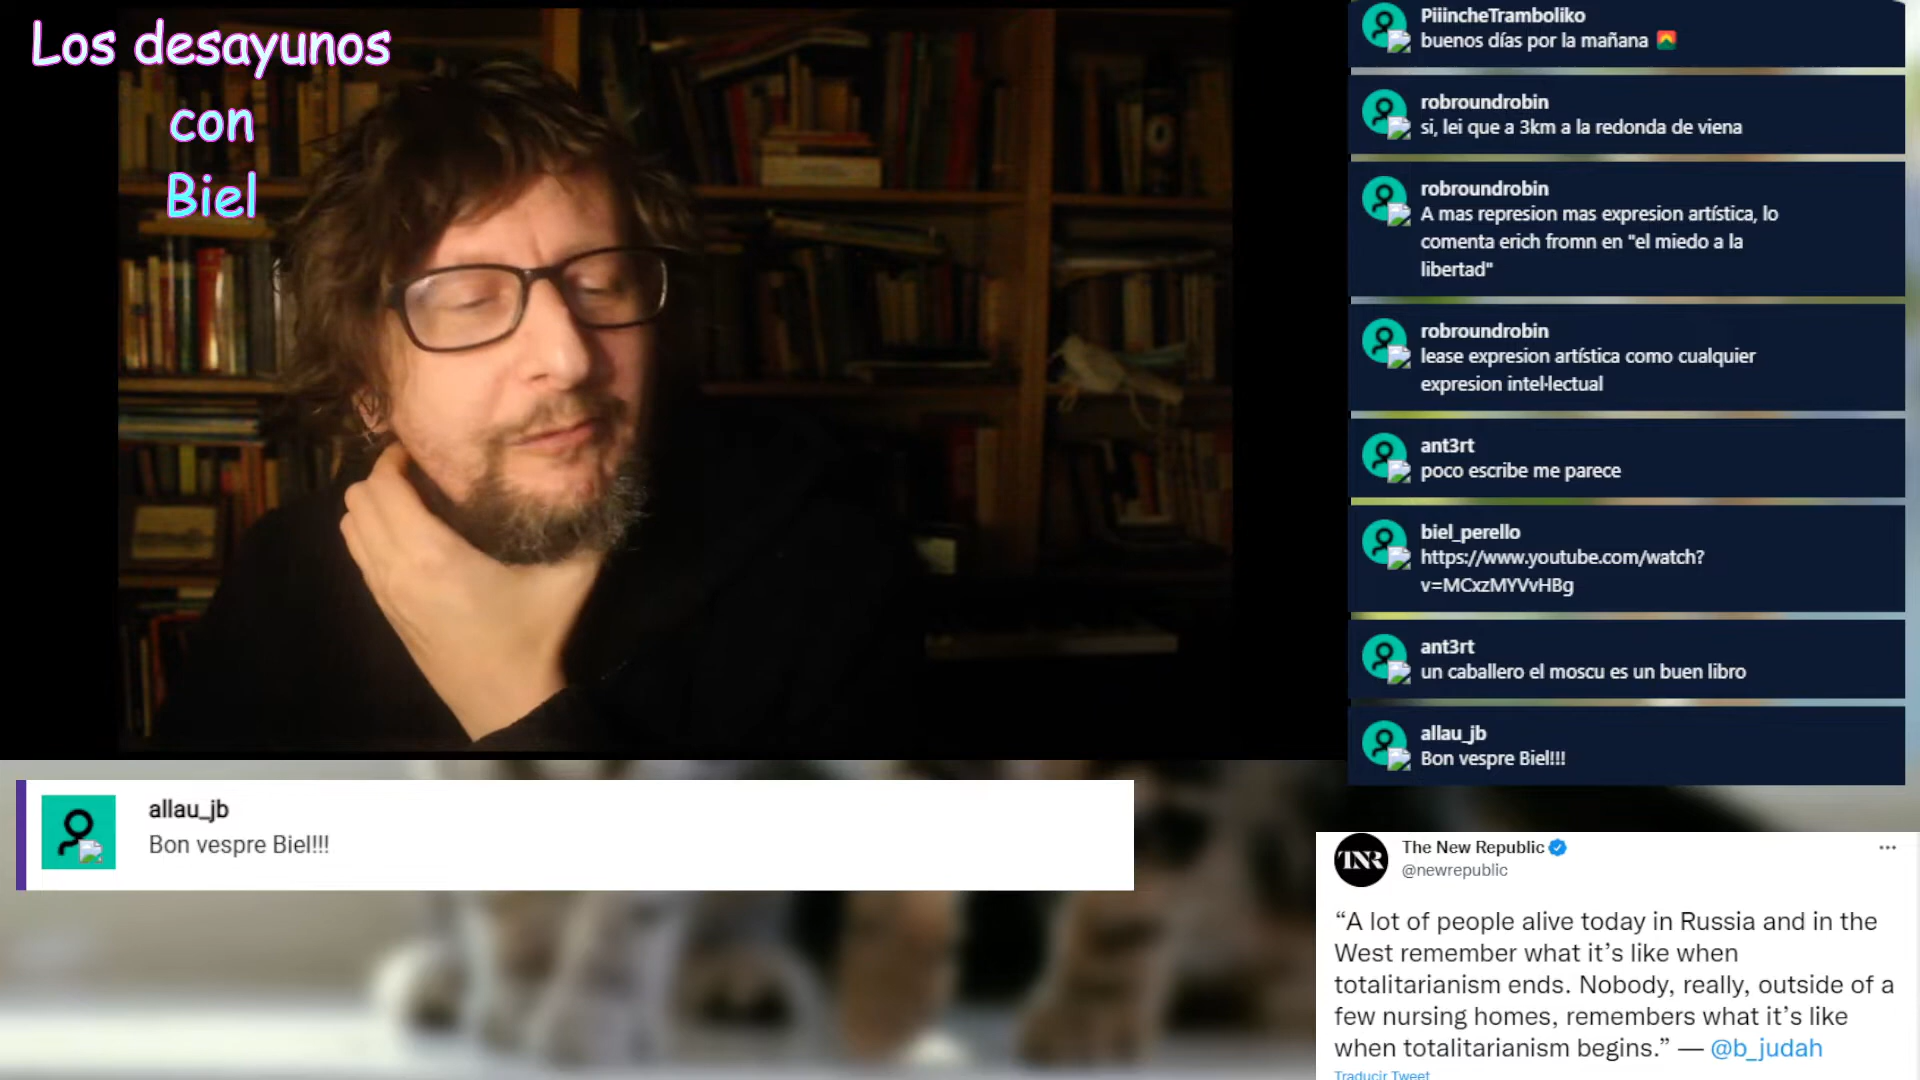 Los desayunos
con
Biel
PiiincheTramboliko
buenos días por la mañana
robroundrobin
si, lei que a 3km a la redonda de viena
robroundrobin
A mas represion mas expresion artística, lo
comenta erich fromn en "el miedo a la
libertad"
robroundrobin
lease expresion artística como cualquier
expresion intel·lectual
ant3rt
poco escribe me parece
biel_perello
https://www.youtube.com/watch?
v=MCxzMYVvHBg
ant3rt
un caballero el moscu es un buen libro
allau_jb
Bon vespre Biel!!!
allau_jb
Bon vespre Biel!!!
TNR
The New Republic
@newrepublic
“A lot of people alive today in Russia and in the
West remember what it’s like when
totalitarianism ends. Nobody, really, outside of a
few nursing homes, remembers what it’s like
when totalitarianism begins.” — @b_judah
Traducir Tweet